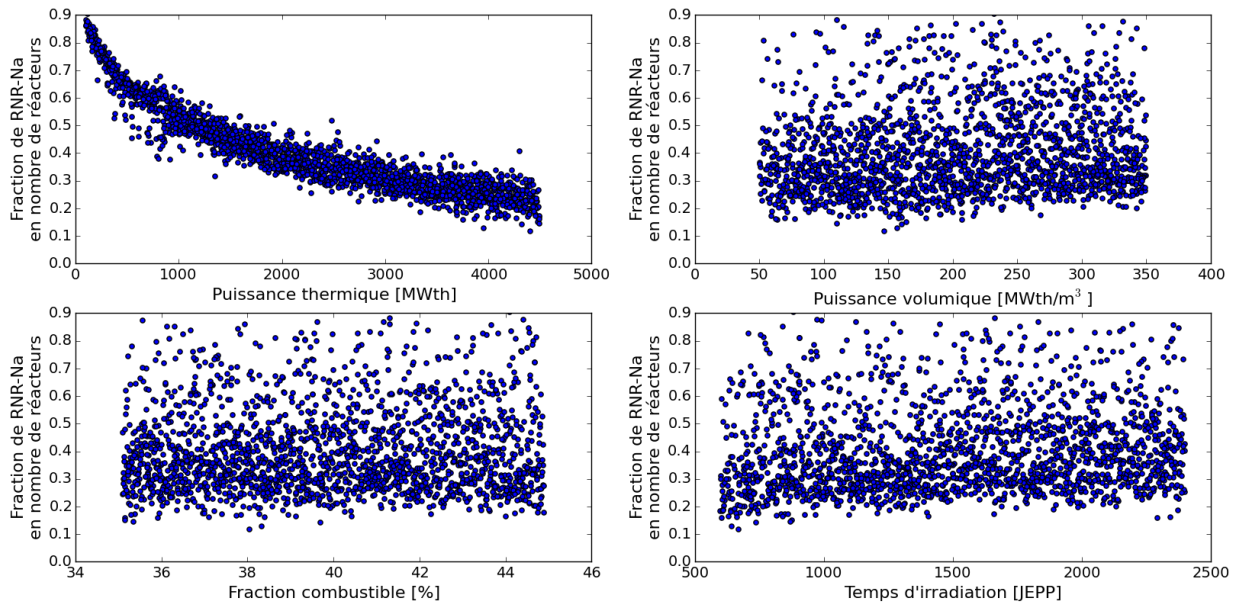 0.9
0.8
0.7
0.6
0.5
0.4
0.3
0.2
0.1
0.0
Fraction de RNR-Na
en nombre de réacteurs
0 1000 2000 3000 4000 5000
Puissance thermique [MWth]
0.9
0.8
0.7
0.6
0.5
0.4
0.3
0.2
0.1
0.0
Fraction de RNR-Na
en nombre de réacteurs
0 50 100 150 200 250 300 350 400
Puissance volumique [MWth/m³ ]
0.9
0.8
0.7
0.6
0.5
0.4
0.3
0.2
0.1
0.0
Fraction de RNR-Na
en nombre de réacteurs
34 36 38 40 42 44 46
Fraction combustible [%]
0.9
0.8
0.7
0.6
0.5
0.4
0.3
0.2
0.1
0.0
Fraction de RNR-Na
en nombre de réacteurs
500 1000 1500 2000 2500
Temps d'irradiation [JEPP]